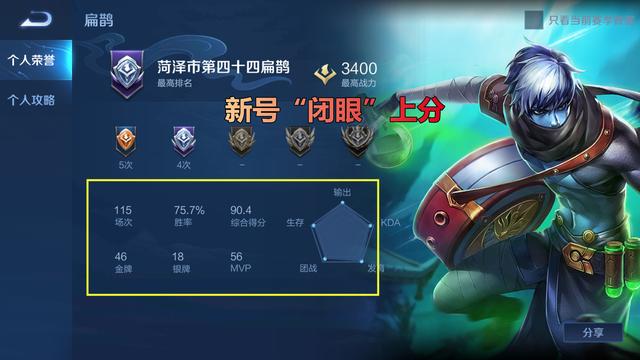 扁鹊
只看当前赛季数据
个人荣誉
个人攻略
菏泽市第四十四扁鹊
最高排名
3400
最高战力
新号“闭眼”上分
5次
4次
–
–
–
115
场次
75.7%
胜率
90.4
综合得分
46
金牌
18
银牌
56
MVP
输出
生存
KDA
团战
发育
分享